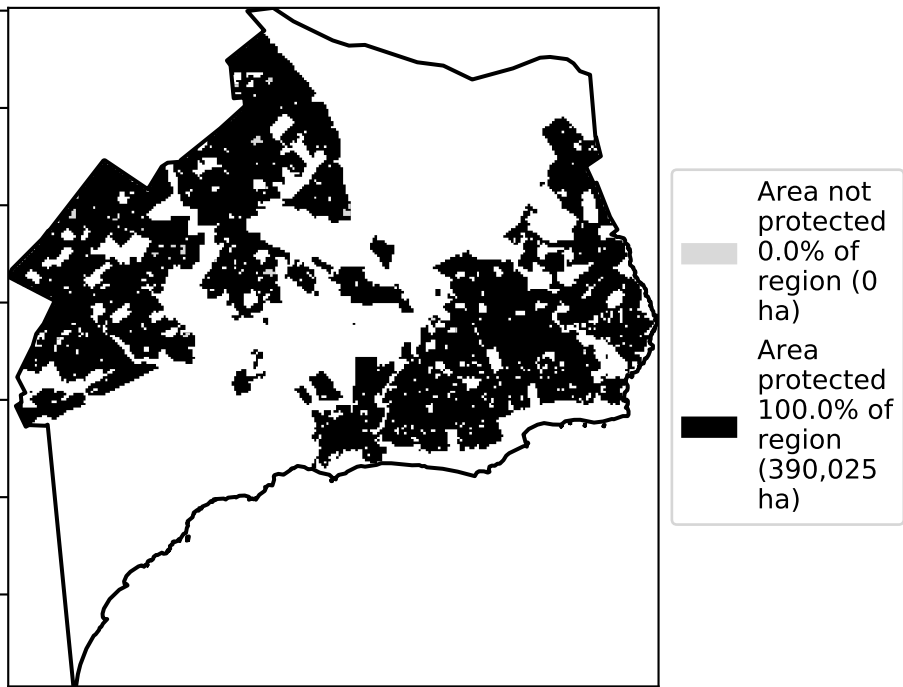 Area not
protected
0.0% of
region (0
ha)
Area
protected
100.0% of
region
(390,025
ha)